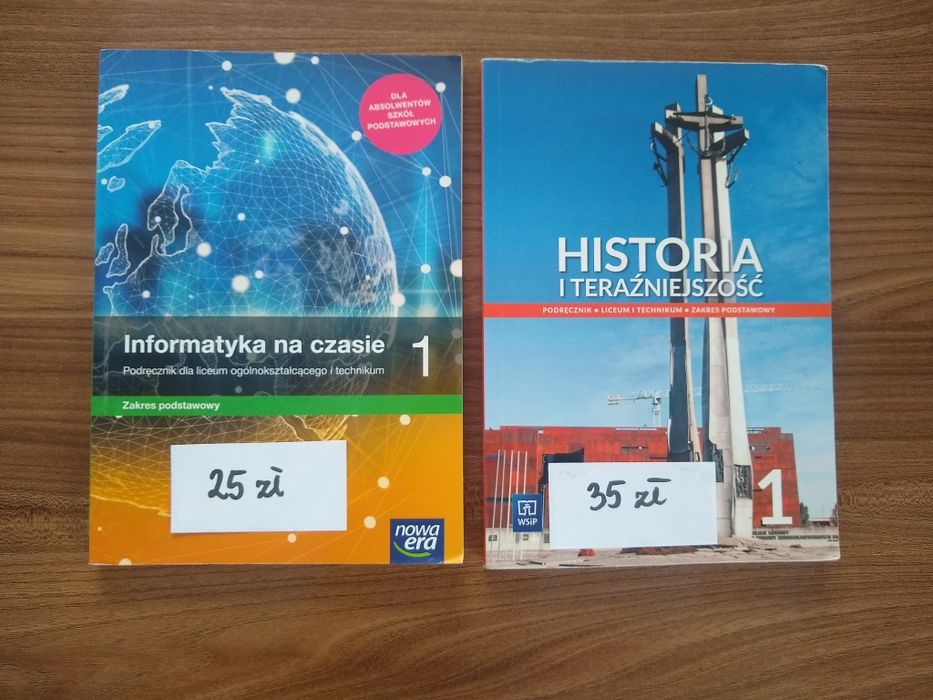 DLA
ABSOLWENTÓW
SZKÓŁ
PODSTAWOWYCH
Informatyka na czasie 1
Podręcznik dla liceum ogólnokształcącego i technikum
Zakres podstawowy
25 zł
nowa
era
HISTORIA
I TERAŹNIEJSZOŚĆ
PODRĘCZNIK • LICEUM I TECHNIKUM • ZAKRES PODSTAWOWY
35 zł
1
WSiP